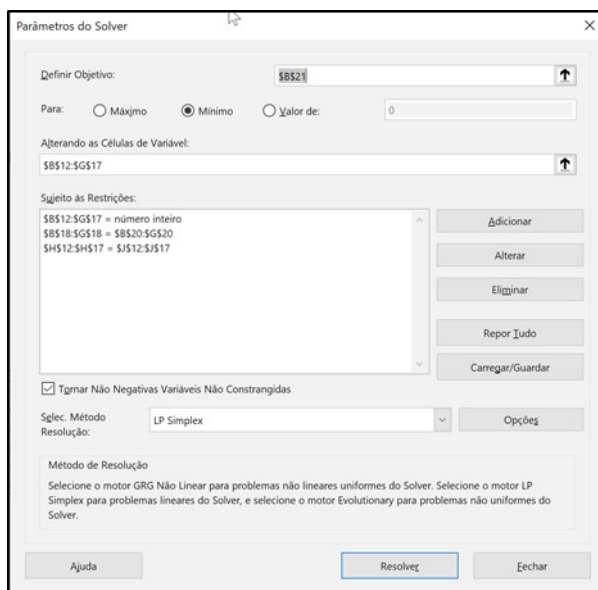 Parâmetros do Solver
Definir Objetivo:
$B$21
Para:
Máximo
Mínimo
Valor de:
0
Alterando as Células de Variável:
$B$12:$G$17
Sujeito às Restrições:
$B$12:$G$17 = número inteiro
$B$18:$G$18 = $B$20:$G$20
$H$12:$H$17 = $J$12:$J$17
Adicionar
Alterar
Eliminar
Repor Tudo
Carregar/Guardar
Tornar Não Negativas Variáveis Não Constrangidas
Selec. Método
Resolução:
LP Simplex
Opções
Método de Resolução
Selecione o motor GRG Não Linear para problemas não lineares uniformes do Solver. Selecione o motor LP
Simplex para problemas lineares do Solver, e selecione o motor Evolutionary para problemas não uniformes do
Solver.
Ajuda
Resolver
Fechar